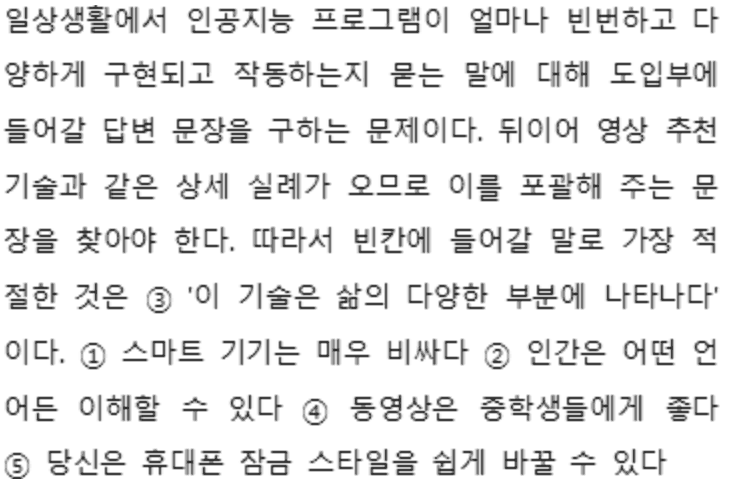 일상생활에서 인공지능 프로그램이 얼마나 빈번하고 다
양하게 구현되고 작동하는지 묻는 말에 대해 도입부에
들어갈 답변 문장을 구하는 문제이다. 뒤이어 영상 추천
기술과 같은 상세 실례가 오므로 이를 포괄해 주는 문
장을 찾아야 한다. 따라서 빈칸에 들어갈 말로 가장 적
절한 것은 ③ '이 기술은 삶의 다양한 부분에 나타나다'
이다. ① 스마트 기기는 매우 비싸다 ② 인간은 어떤 언
어든 이해할 수 있다 ④ 동영상은 중학생들에게 좋다
⑤ 당신은 휴대폰 잠금 스타일을 쉽게 바꿀 수 있다